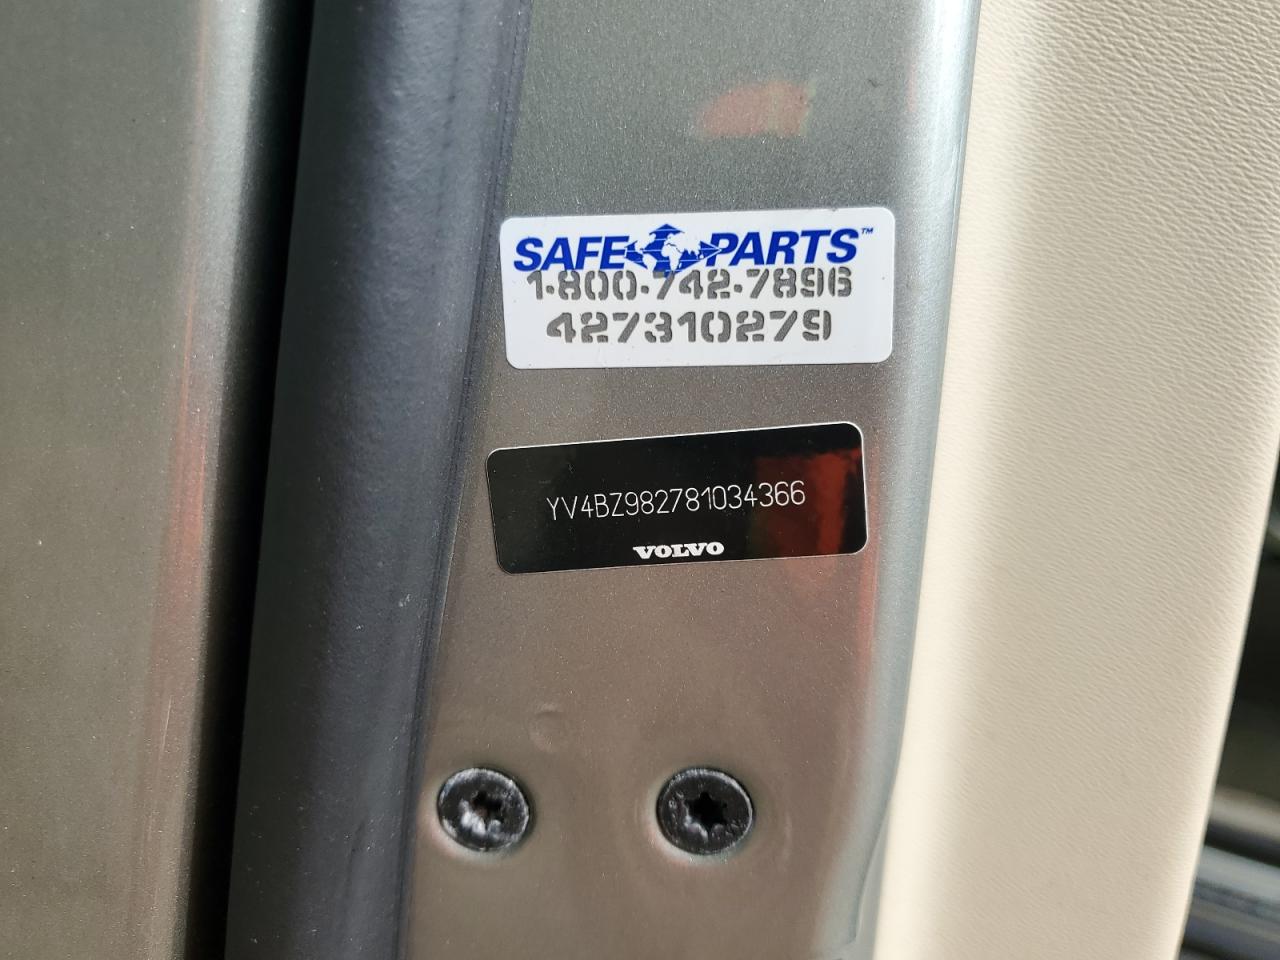 SAFE PARTS™
1-800-742-7896
427310279
YV4BZ982781034366
VOLVO